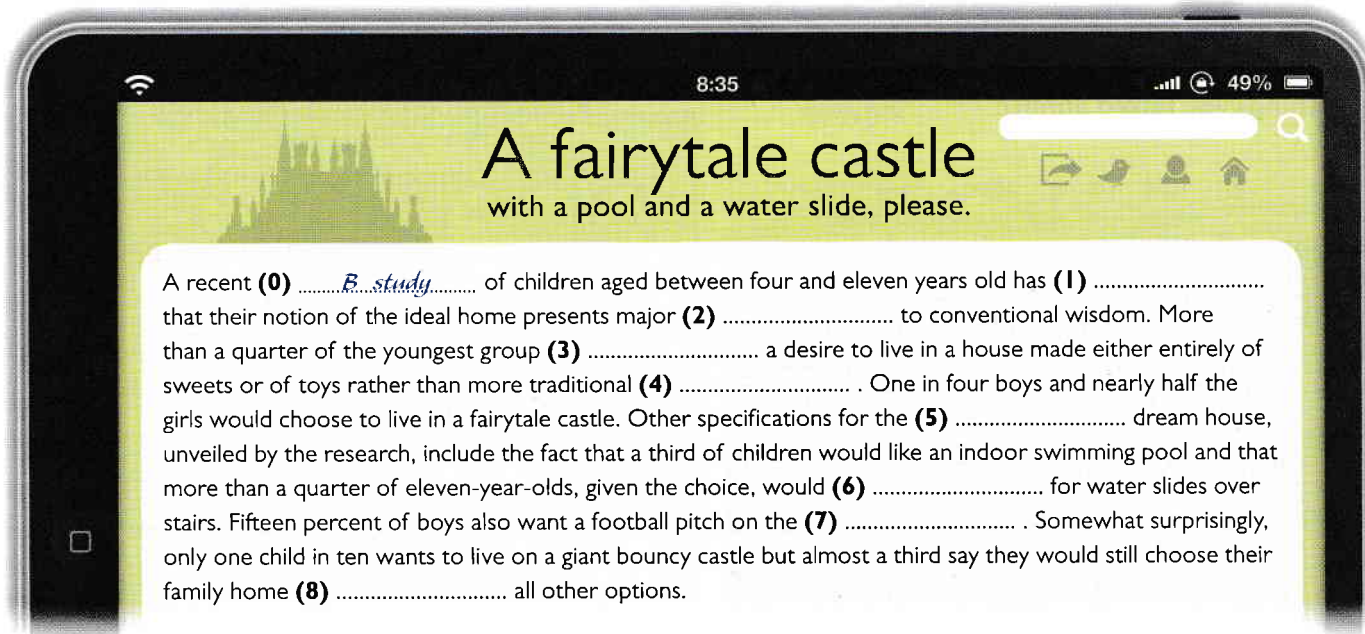 8:35
49%
A fairytale castle
with a pool and a water slide, please.
A recent (0) ........B study......... of children aged between four and eleven years old has (1) ..............................
that their notion of the ideal home presents major (2) .............................. to conventional wisdom. More
than a quarter of the youngest group (3) .............................. a desire to live in a house made either entirely of
sweets or of toys rather than more traditional (4) .............................. . One in four boys and nearly half the
girls would choose to live in a fairytale castle. Other specifications for the (5) .............................. dream house,
unveiled by the research, include the fact that a third of children would like an indoor swimming pool and that
more than a quarter of eleven-year-olds, given the choice, would (6) .............................. for water slides over
stairs. Fifteen percent of boys also want a football pitch on the (7) .............................. . Somewhat surprisingly,
only one child in ten wants to live on a giant bouncy castle but almost a third say they would still choose their
family home (8) .............................. all other options.